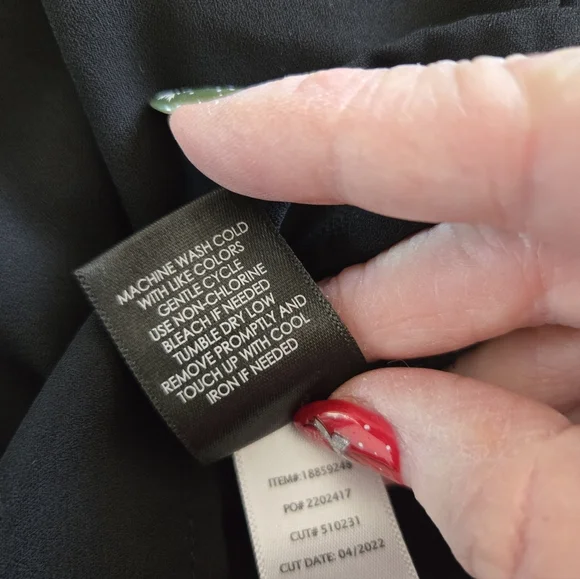 MACHINE WASH COLD
WITH LIKE COLORS
GENTLE CYCLE
USE NON-CHLORINE
BLEACH IF NEEDED
TUMBLE DRY LOW
REMOVE PROMPTLY AND
TOUCH UP WITH COOL
IRON IF NEEDED
ITEM#: 18859246
PO# 2202417
CUT# 510231
CUT DATE: 04/2022